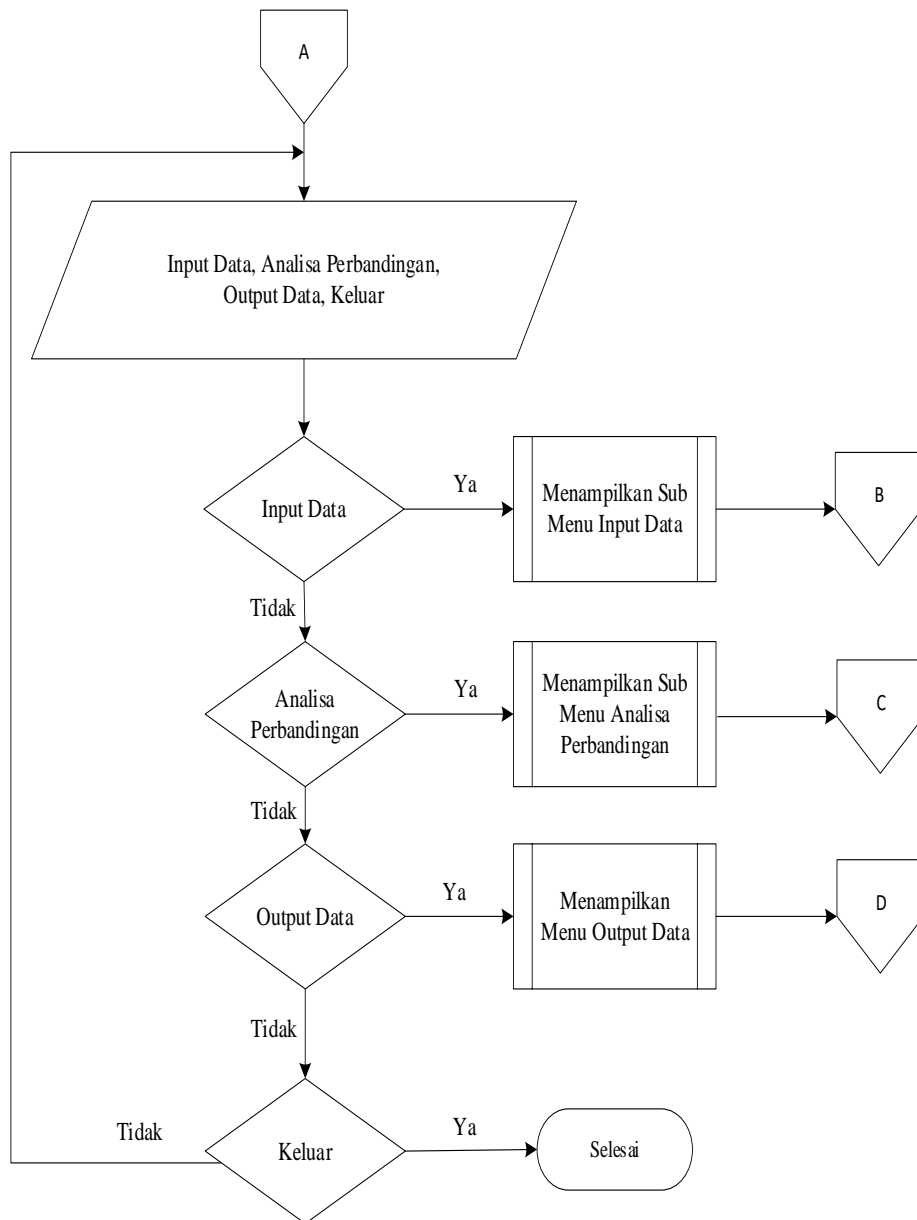 A
Input Data, Analisa Perbandingan,
Output Data, Keluar
Input Data
Ya
Menampilkan Sub
Menu Input Data
B
Tidak
Analisa
Perbandingan
Ya
Menampilkan Sub
Menu Analisa
Perbandingan
C
Tidak
Output Data
Ya
Menampilkan
Menu Output Data
D
Tidak
Tidak
Keluar
Ya
Selesai